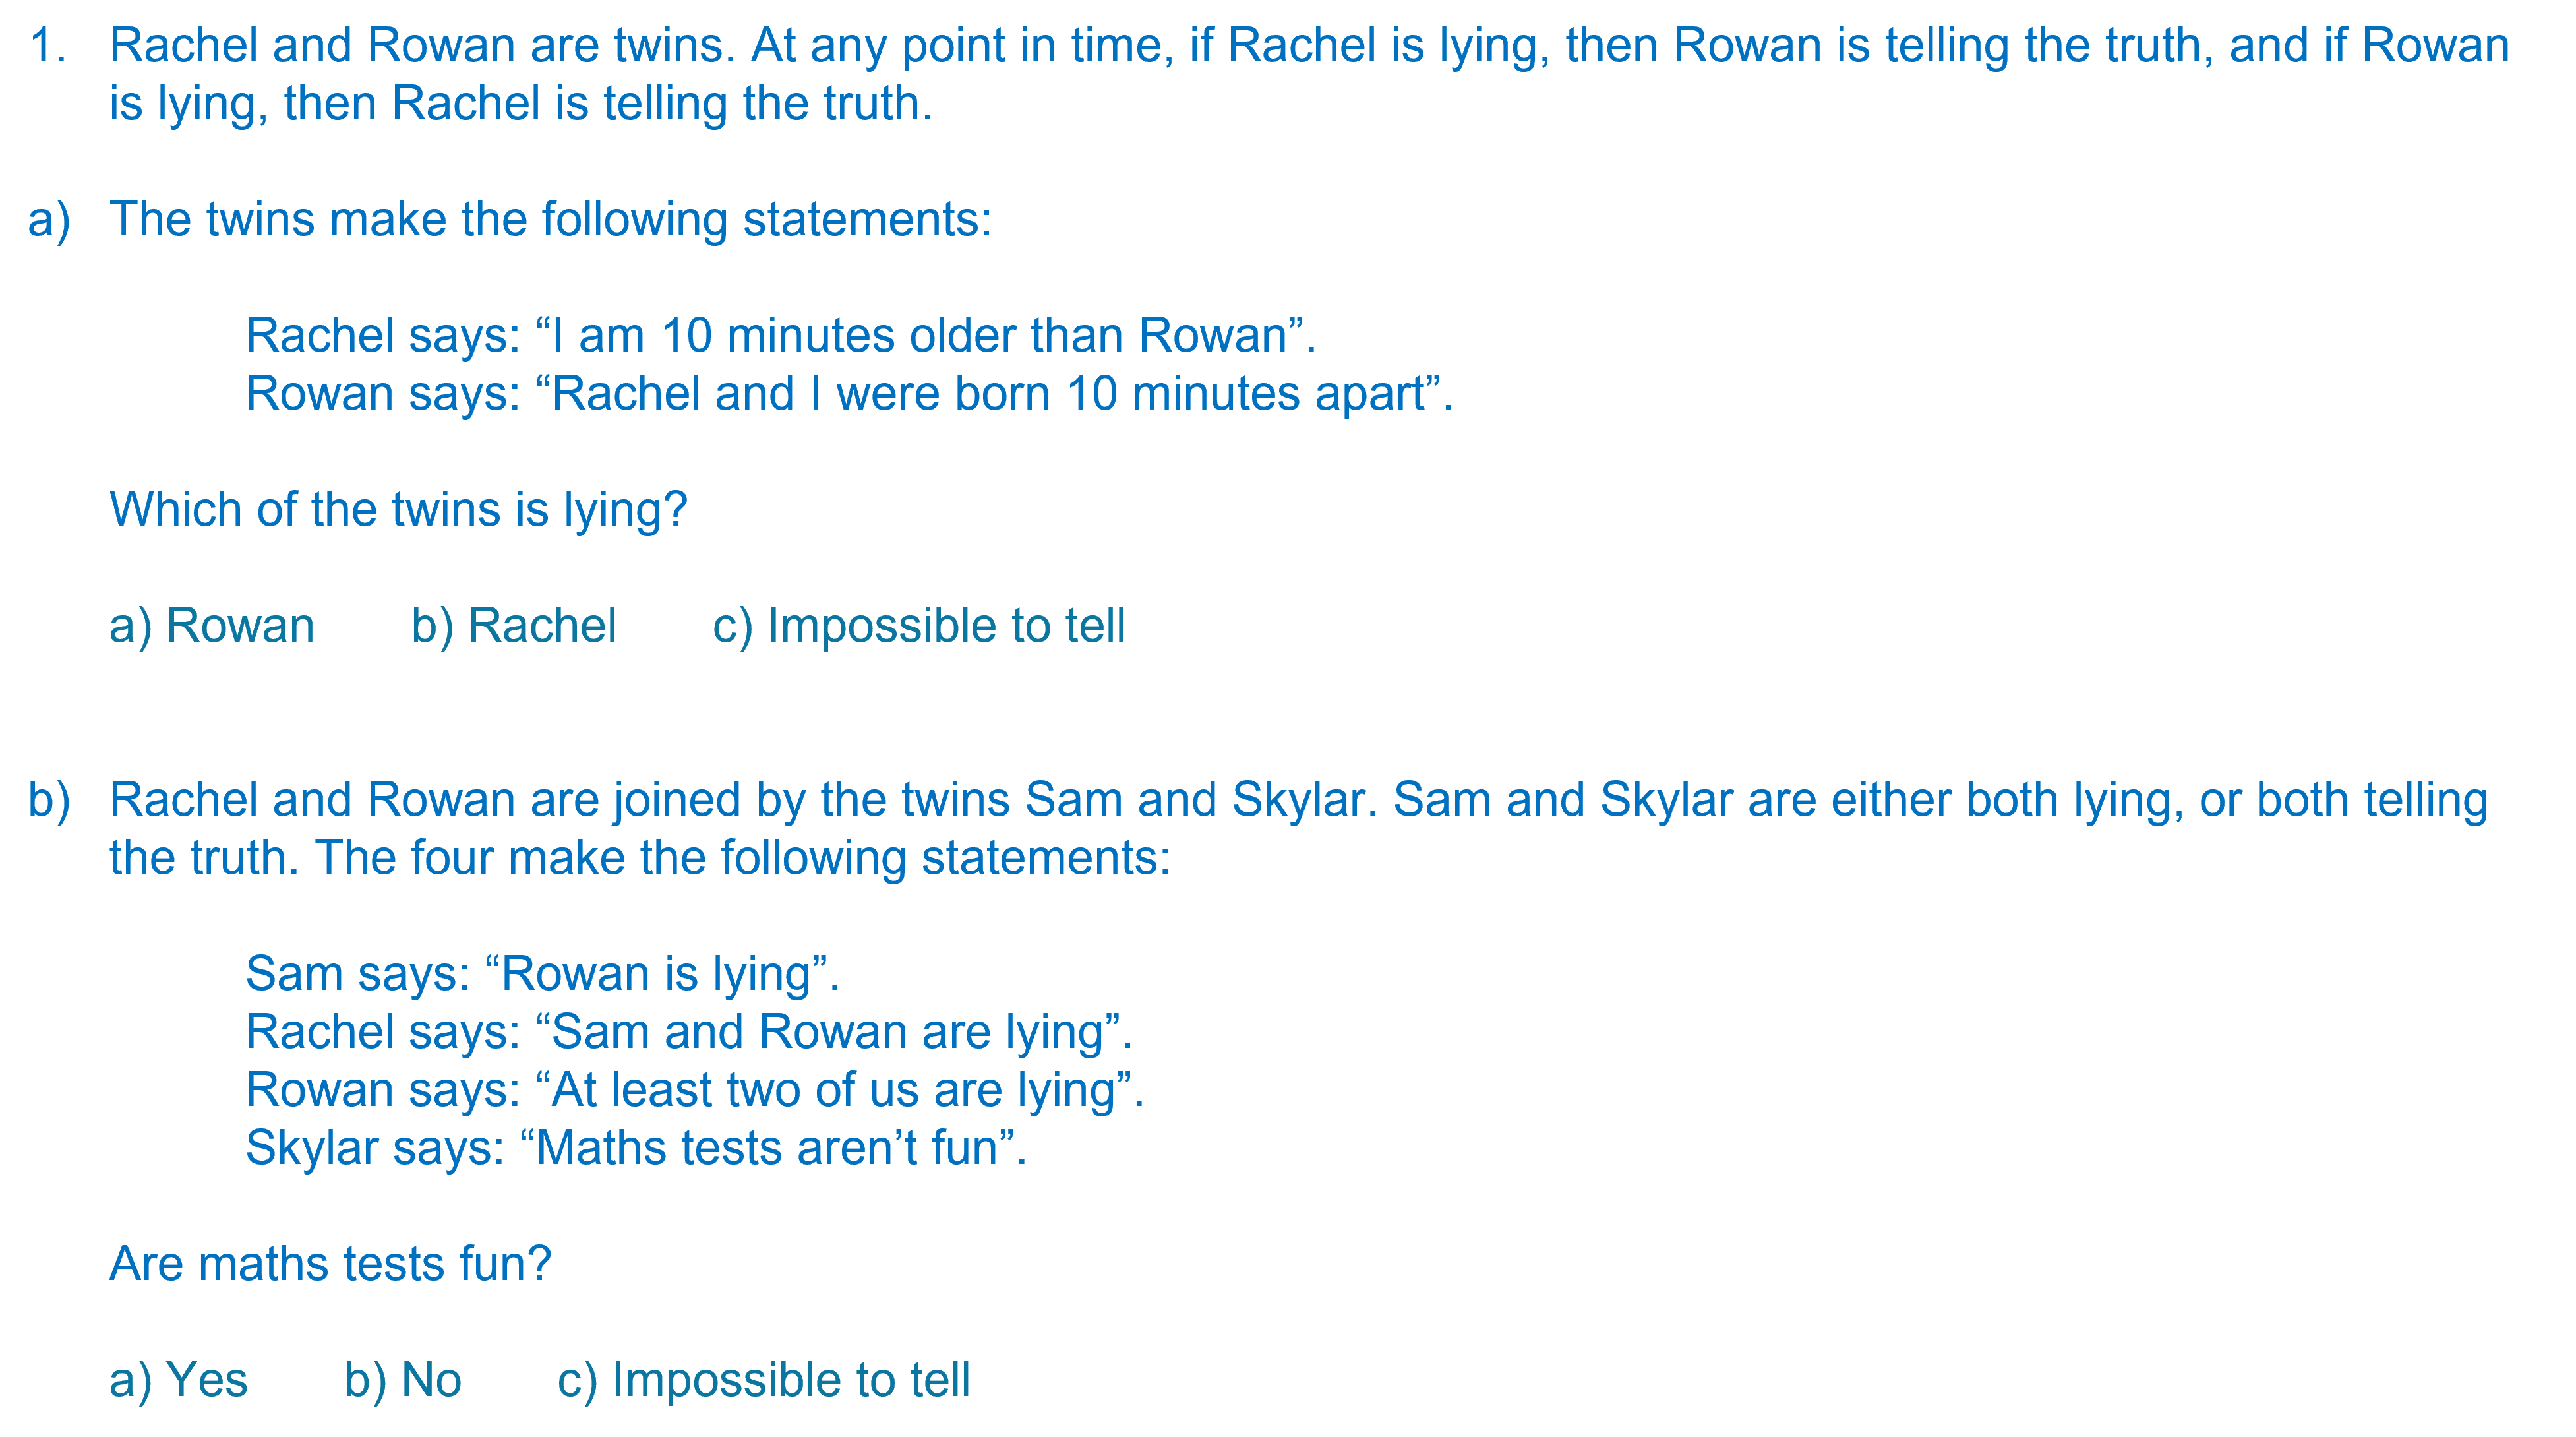 1. Rachel and Rowan are twins. At any point in time, if Rachel is lying, then Rowan is telling the truth, and if Rowan
is lying, then Rachel is telling the truth.
a) The twins make the following statements:
Rachel says: “I am 10 minutes older than Rowan”.
Rowan says: “Rachel and I were born 10 minutes apart”.
Which of the twins is lying?
a) Rowan b) Rachel c) Impossible to tell
b) Rachel and Rowan are joined by the twins Sam and Skylar. Sam and Skylar are either both lying, or both telling
the truth. The four make the following statements:
Sam says: “Rowan is lying”.
Rachel says: “Sam and Rowan are lying”.
Rowan says: “At least two of us are lying”.
Skylar says: “Maths tests aren’t fun”.
Are maths tests fun?
a) Yes b) No c) Impossible to tell